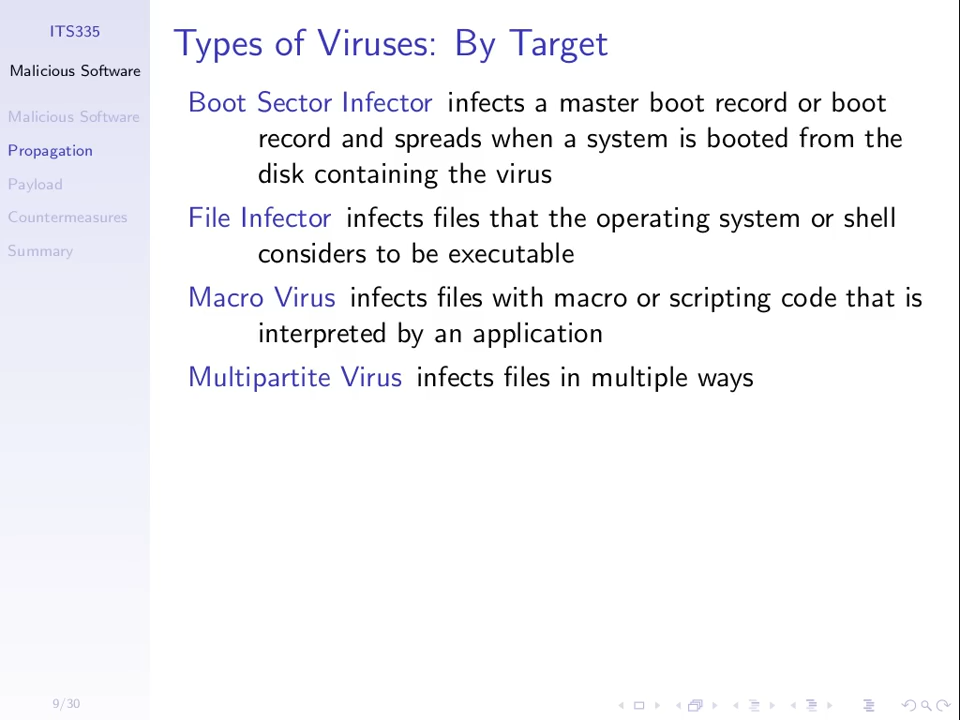 ITS335
Malicious Software
Malicious Software
Propagation
Payload
Countermeasures
Summary
9/30
Types of Viruses: By Target
Boot Sector Infector infects a master boot record or boot
record and spreads when a system is booted from the
disk containing the virus
File Infector infects files that the operating system or shell
considers to be executable
Macro Virus infects files with macro or scripting code that is
interpreted by an application
Multipartite Virus infects files in multiple ways